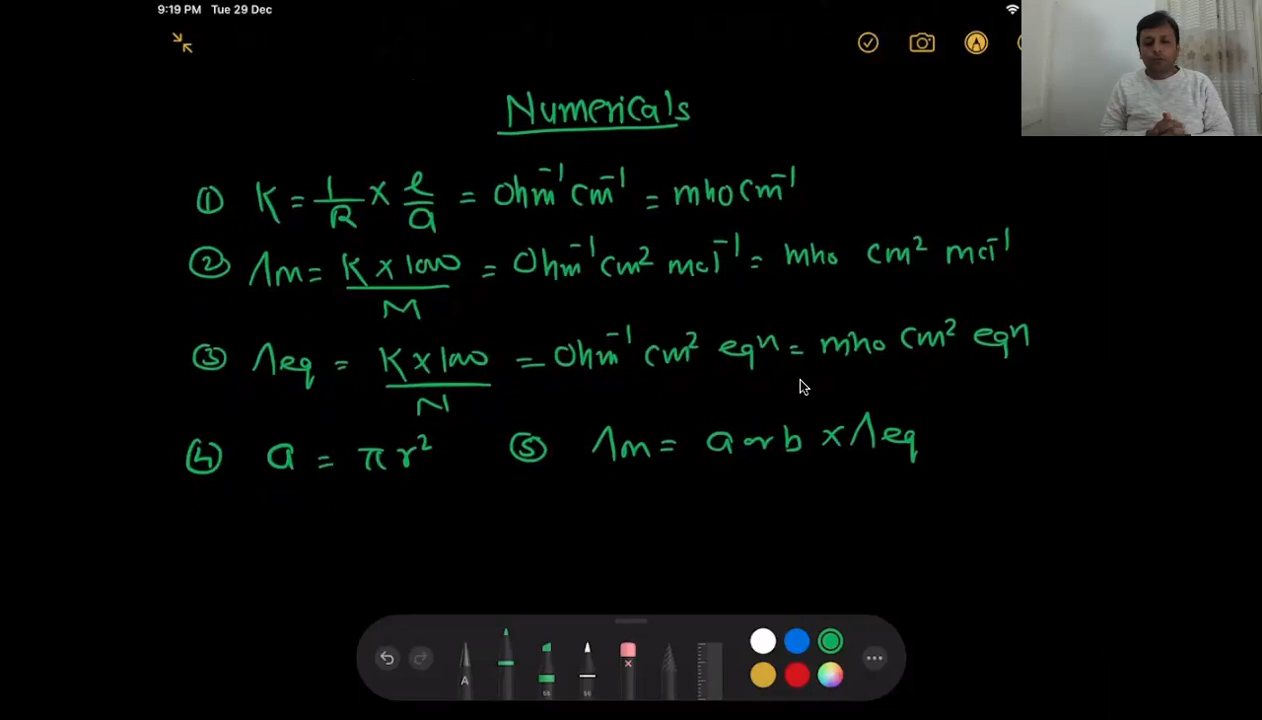 9:19 PM Tue 29 Dec
Numericals
① K = 1/R × l/a = Ohm⁻¹ cm⁻¹ = mho cm⁻¹
② Λm = K × 1000 / M = Ohm⁻¹ cm² mol⁻¹ = mho cm² mol⁻¹
③ Λeq = K × 1000 / N = Ohm⁻¹ cm² eqn = mho cm² eqn
④ a = πr² ⑤ Λm = a or b × Λeq
A